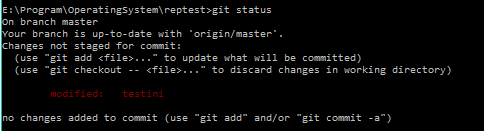 E:\Program\OperatingSystem\reptest>git status
On branch master
Your branch is up-to-date with 'origin/master'.
Changes not staged for commit:
  (use "git add <file>..." to update what will be committed)
  (use "git checkout -- <file>..." to discard changes in working directory)
        modified:   testini
no changes added to commit (use "git add" and/or "git commit -a")